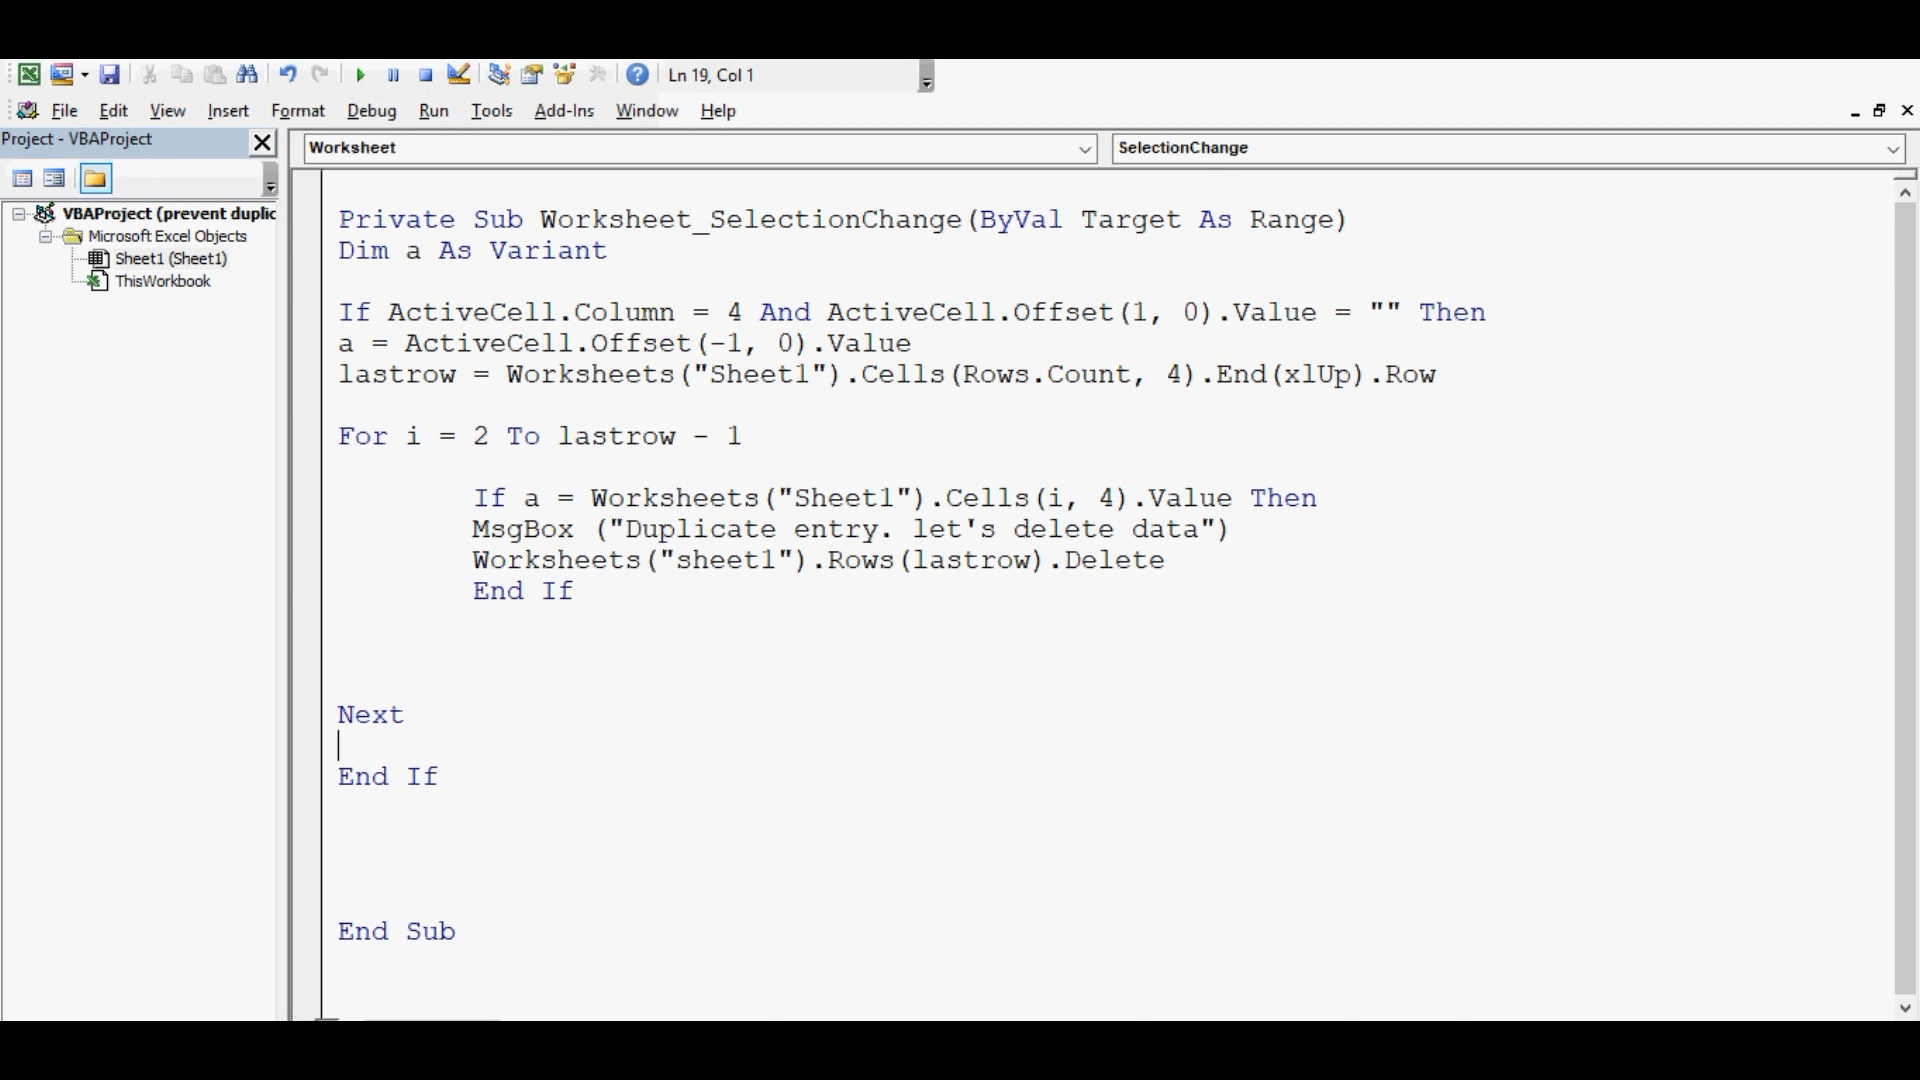 Ln 19, Col 1
File Edit View Insert Format Debug Run Tools Add-Ins Window Help
Project - VBAProject
Worksheet
SelectionChange
VBAProject (prevent duplic
Microsoft Excel Objects
Sheet1 (Sheet1)
ThisWorkbook
Private Sub Worksheet_SelectionChange(ByVal Target As Range)
Dim a As Variant
If ActiveCell.Column = 4 And ActiveCell.Offset(1, 0).Value = "" Then
a = ActiveCell.Offset(-1, 0).Value
lastrow = Worksheets("Sheet1").Cells(Rows.Count, 4).End(xlUp).Row
For i = 2 To lastrow - 1
If a = Worksheets("Sheet1").Cells(i, 4).Value Then
MsgBox ("Duplicate entry. let's delete data")
Worksheets("sheet1").Rows(lastrow).Delete
End If
Next
End If
End Sub